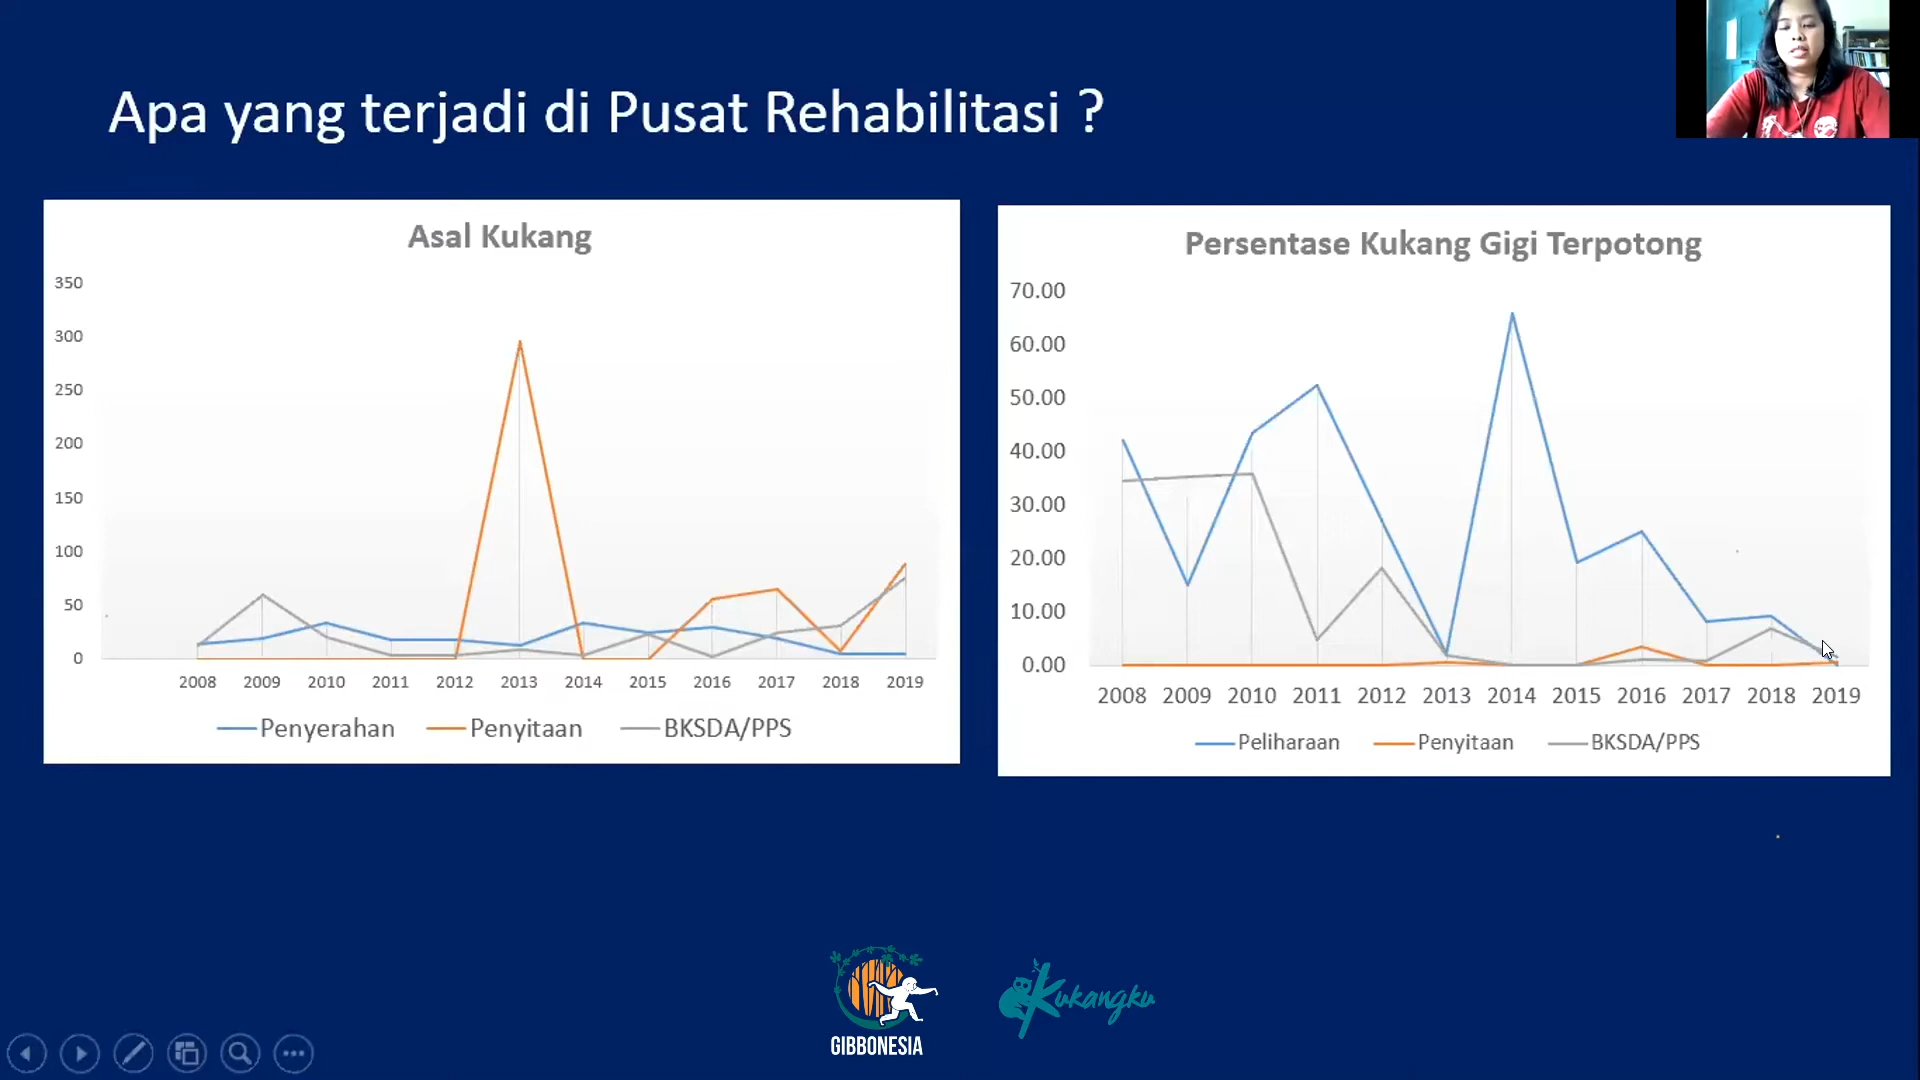 Apa yang terjadi di Pusat Rehabilitasi ?
Asal Kukang
350
300
250
200
150
100
50
0
2008 2009 2010 2011 2012 2013 2014 2015 2016 2017 2018 2019
Penyerahan Penyitaan BKSDA/PPS
Persentase Kukang Gigi Terpotong
70.00
60.00
50.00
40.00
30.00
20.00
10.00
0.00
2008 2009 2010 2011 2012 2013 2014 2015 2016 2017 2018 2019
Peliharaan Penyitaan BKSDA/PPS
GIBBONESIA
Kukangku